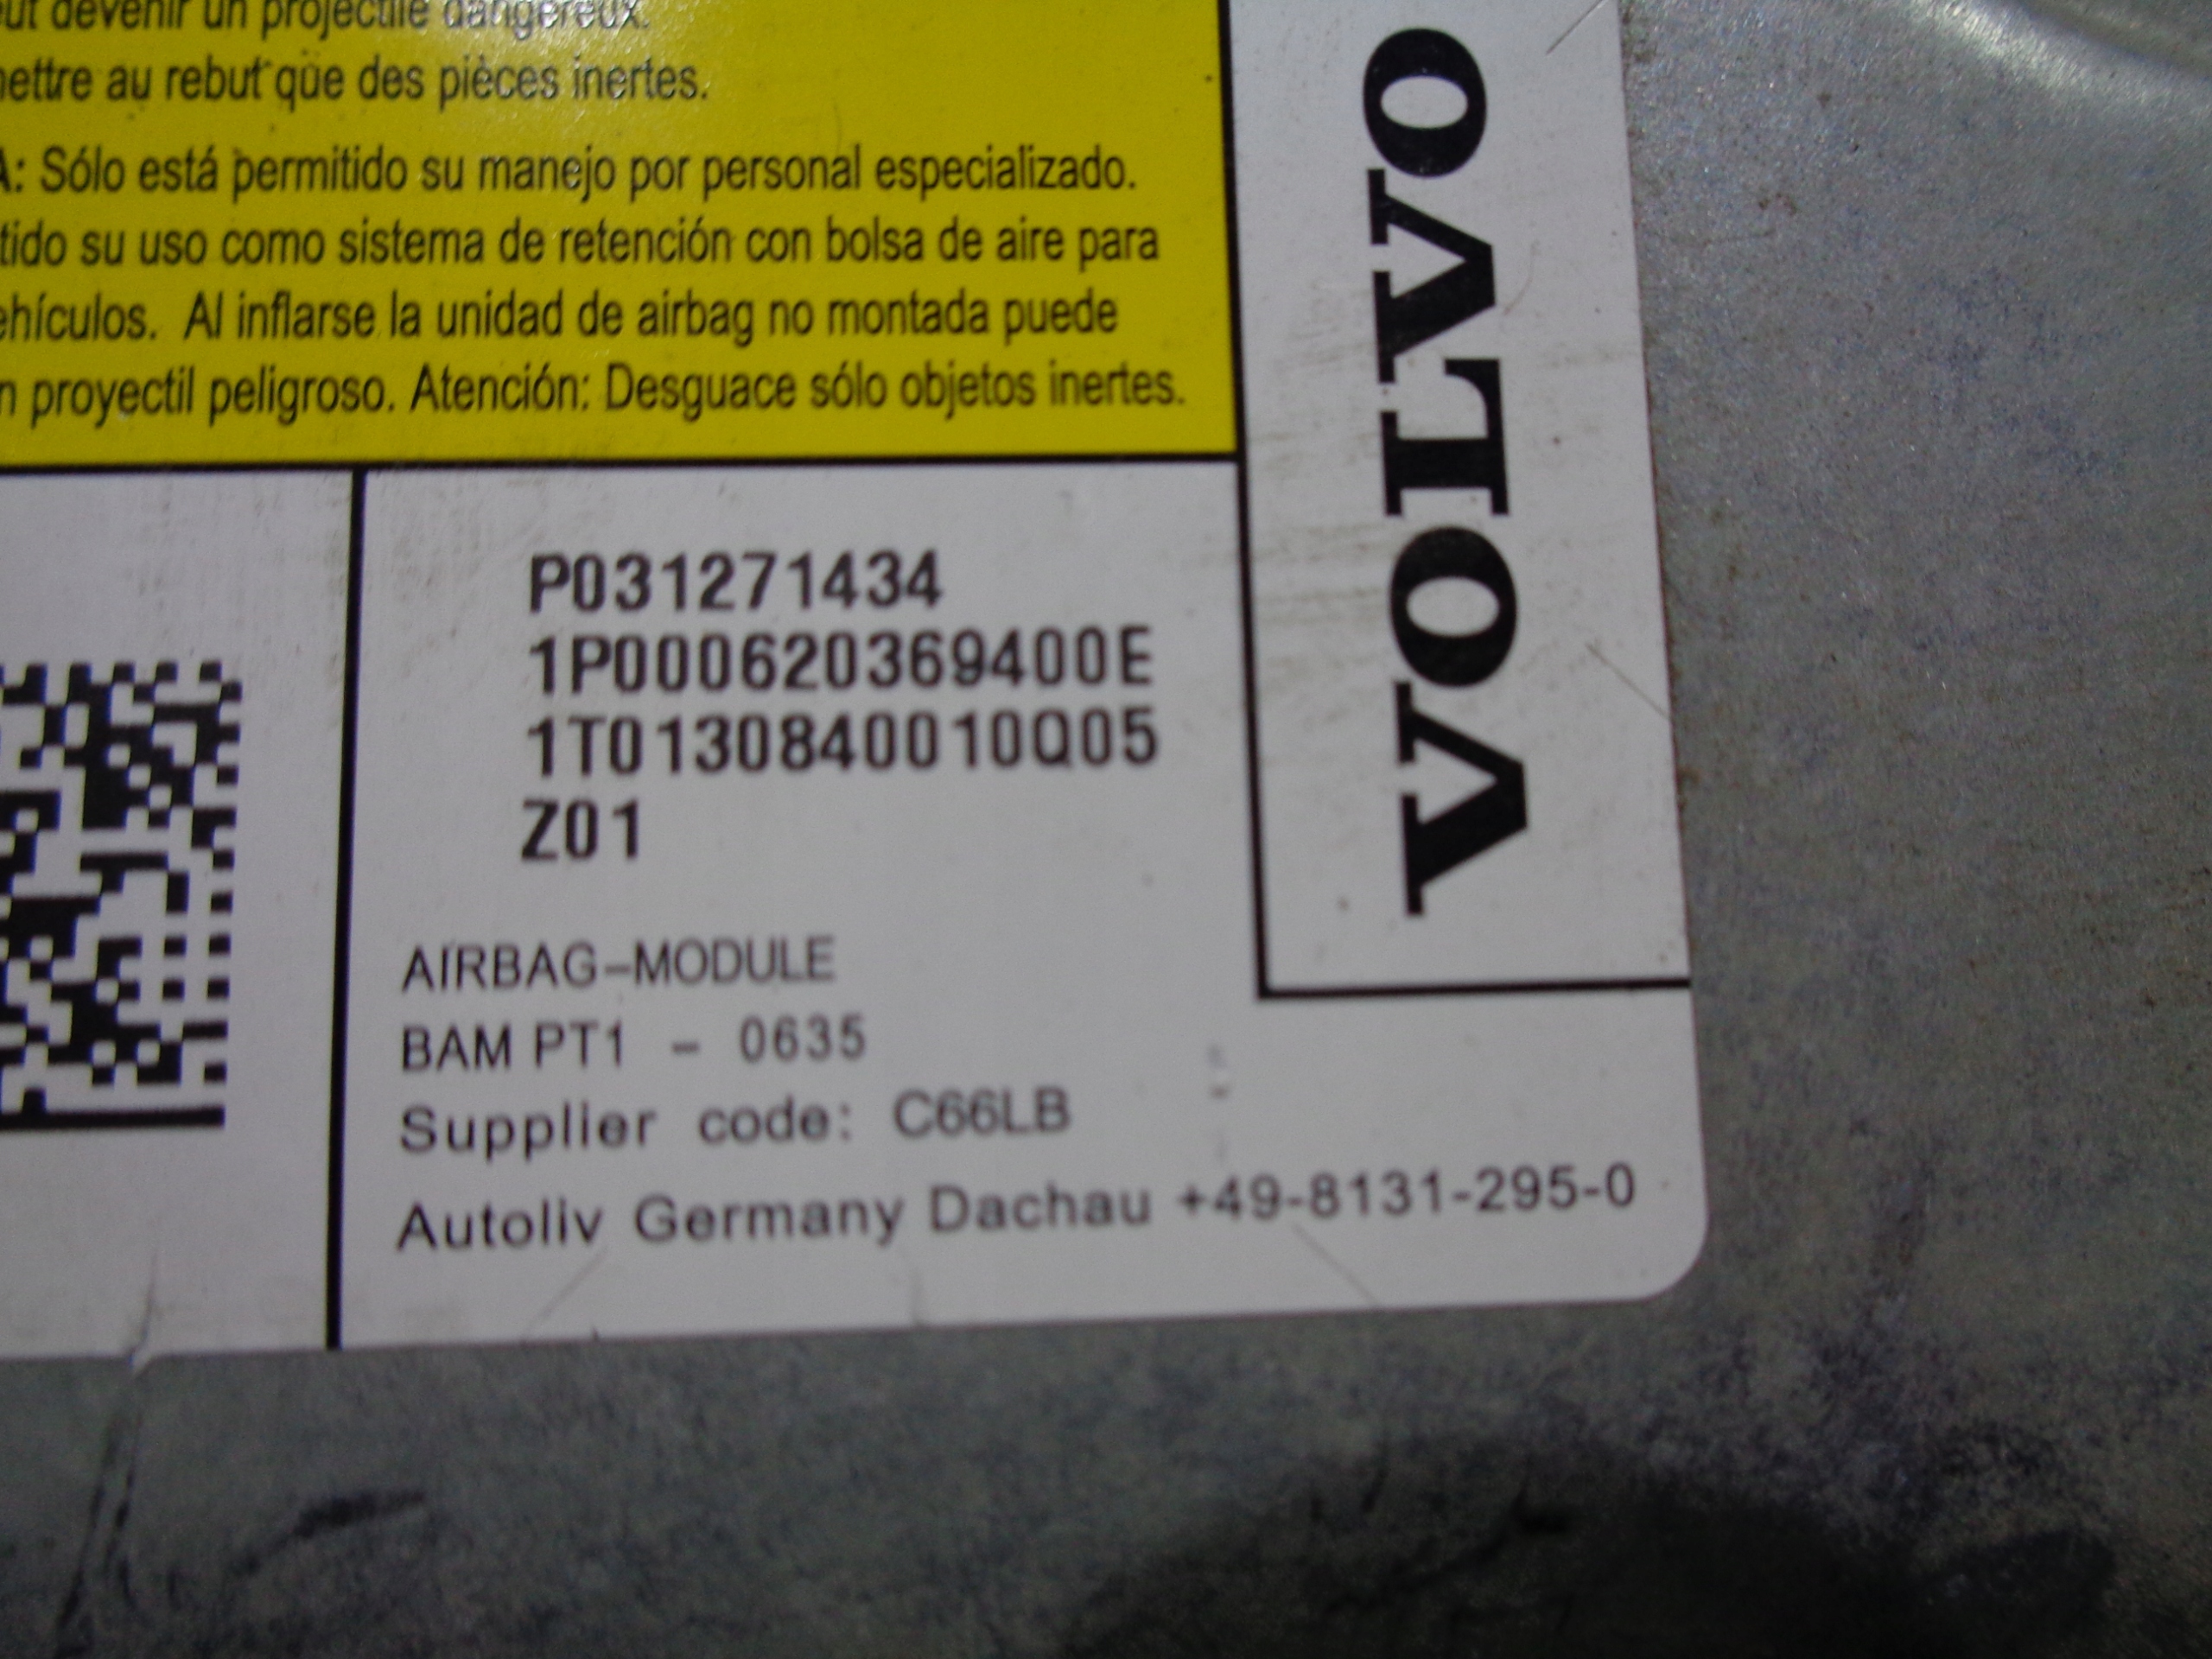 devenir un projectile dangereux.
mettre au rebut que des pièces inertes.
A: Sólo está permitido su manejo por personal especializado.
tido su uso como sistema de retención con bolsa de aire para
ehículos. Al inflarse la unidad de airbag no montada puede
n proyectil peligroso. Atención: Desguace sólo objetos inertes.
VOLVO
P031271434
1P000620369400E
1T0130840010Q05
Z01
AIRBAG-MODULE
BAM PT1 - 0635
Supplier code: C66LB
Autoliv Germany Dachau +49-8131-295-0